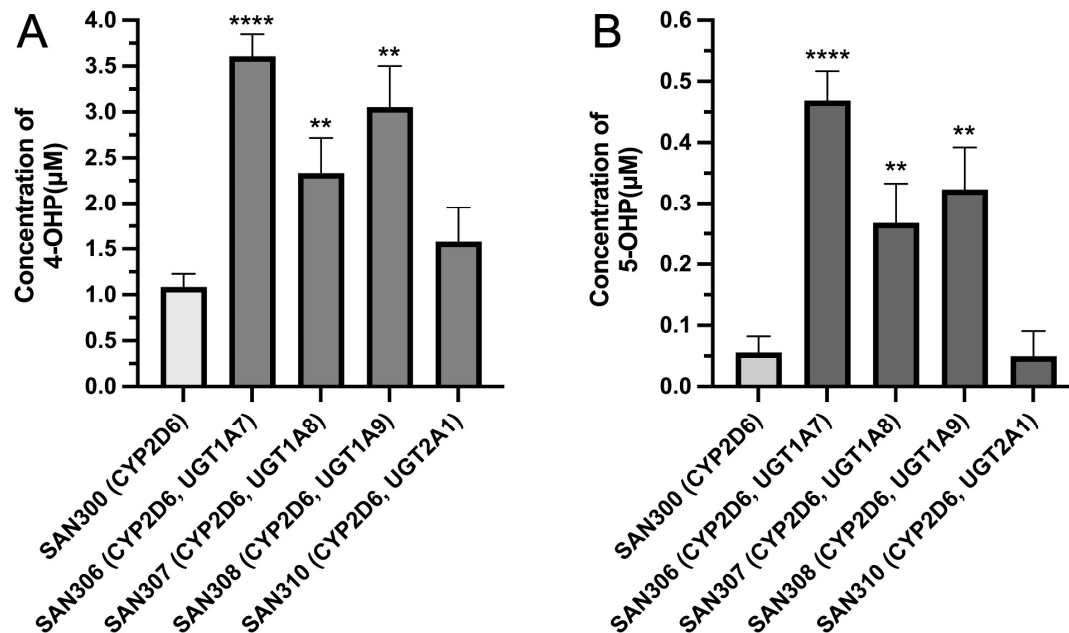 A
Concentration of
4-OHP(µM)
4.0
3.5
3.0
2.5
2.0
1.5
1.0
0.5
0.0
****
**
**
SAN300 (CYP2D6)
SAN306 (CYP2D6, UGT1A7)
SAN307 (CYP2D6, UGT1A8)
SAN308 (CYP2D6, UGT1A9)
SAN310 (CYP2D6, UGT2A1)
B
Concentration of
5-OHP(µM)
0.6
0.5
0.4
0.3
0.2
0.1
0.0
****
**
**
SAN300 (CYP2D6)
SAN306 (CYP2D6, UGT1A7)
SAN307 (CYP2D6, UGT1A8)
SAN308 (CYP2D6, UGT1A9)
SAN310 (CYP2D6, UGT2A1)